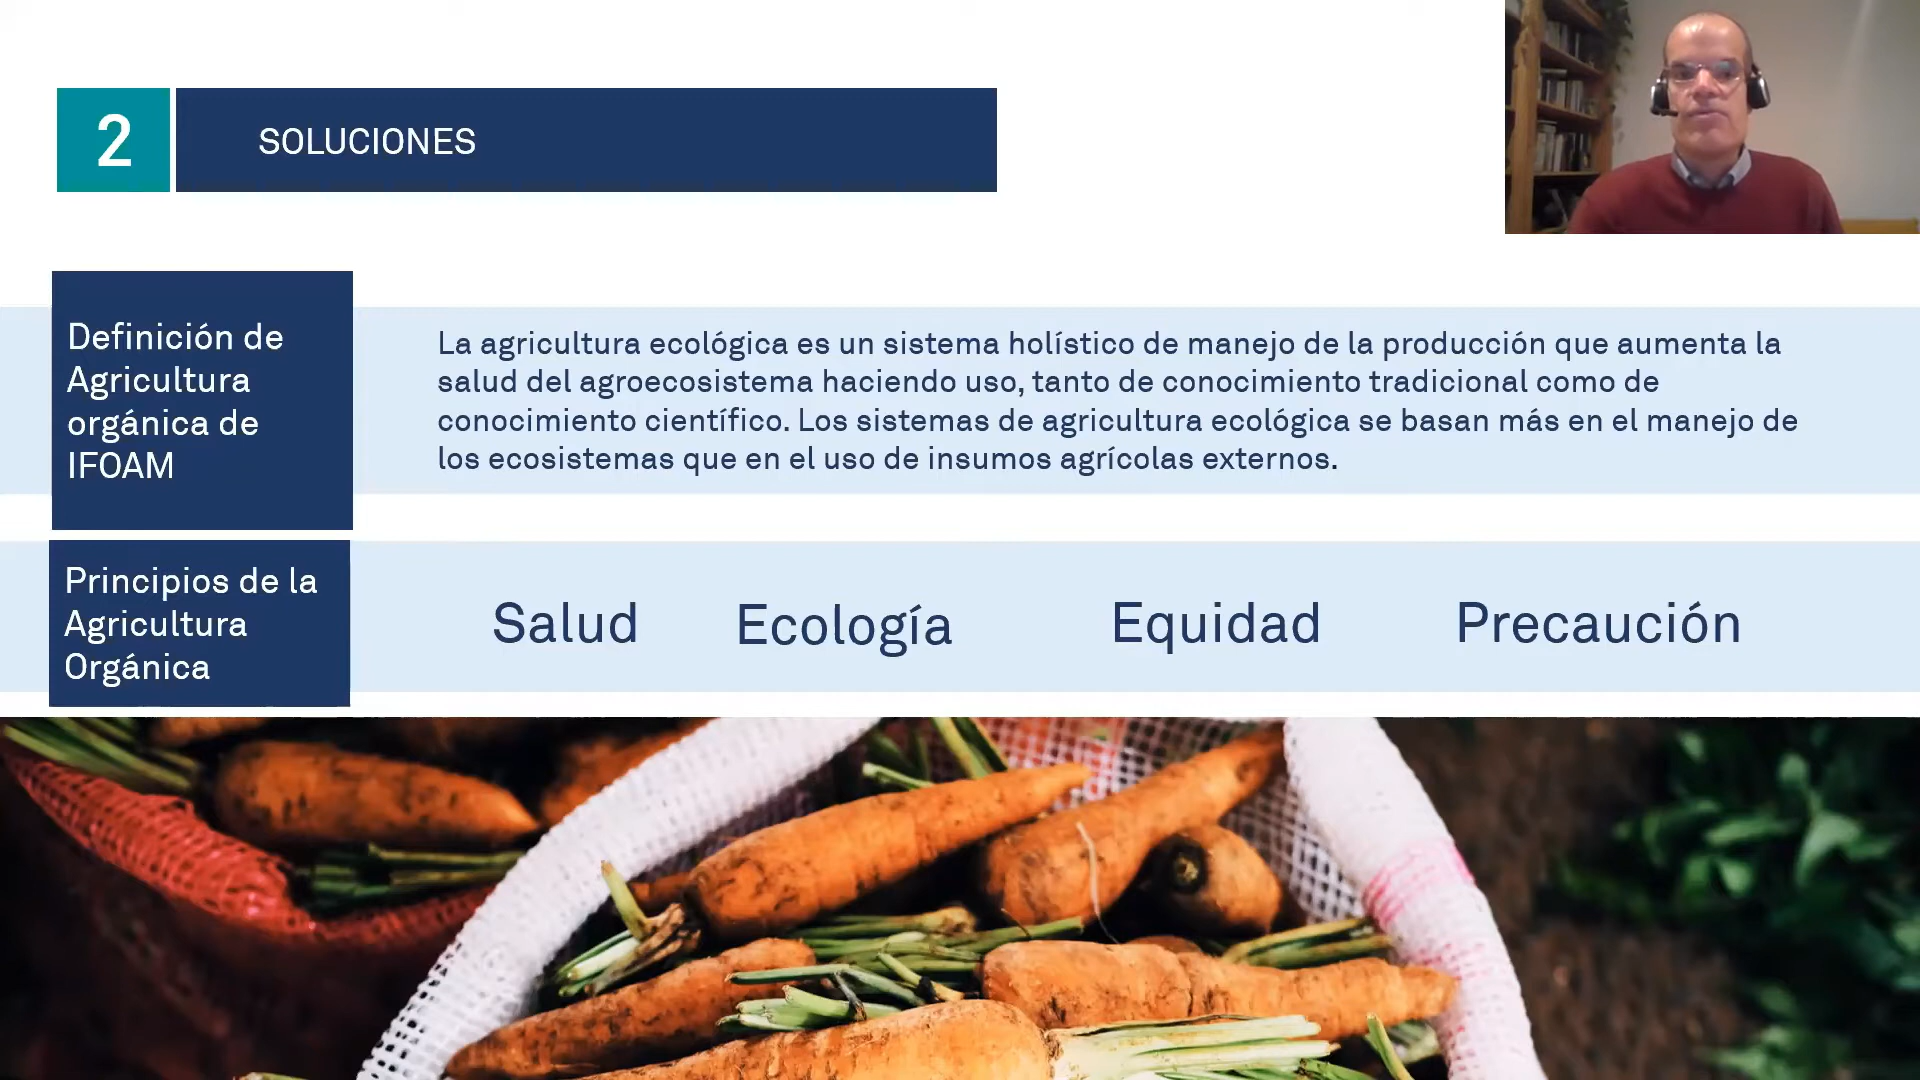 2
SOLUCIONES
Definición de
Agricultura
orgánica de
IFOAM
La agricultura ecológica es un sistema holístico de manejo de la producción que aumenta la
salud del agroecosistema haciendo uso, tanto de conocimiento tradicional como de
conocimiento científico. Los sistemas de agricultura ecológica se basan más en el manejo de
los ecosistemas que en el uso de insumos agrícolas externos.
Principios de la
Agricultura
Orgánica
Salud
Ecología
Equidad
Precaución